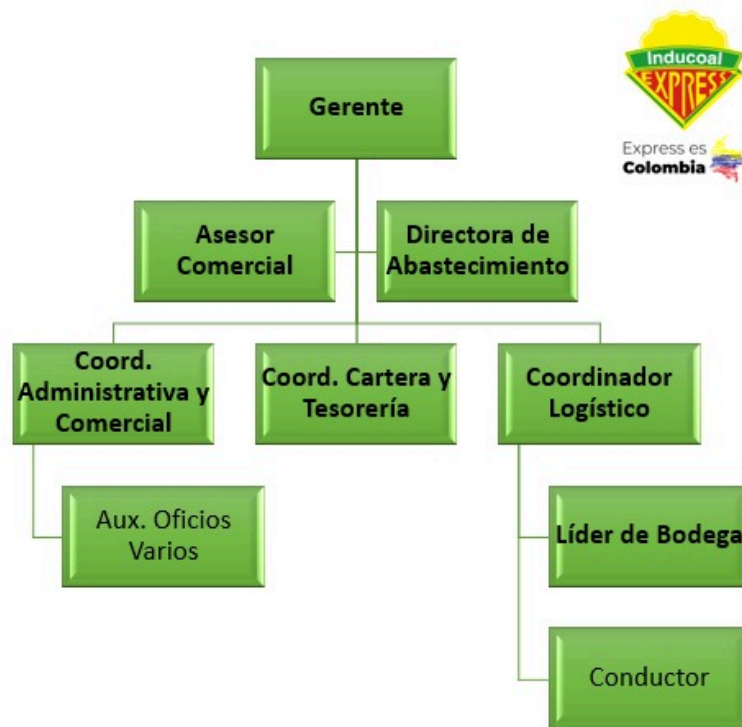 Inducoal
EXPRESS
Express es
Colombia
Gerente
Asesor
Comercial
Directora de
Abastecimiento
Coord.
Administrativa y
Comercial
Coord. Cartera y
Tesorería
Coordinador
Logístico
Aux. Oficios
Varios
Líder de Bodega
Conductor